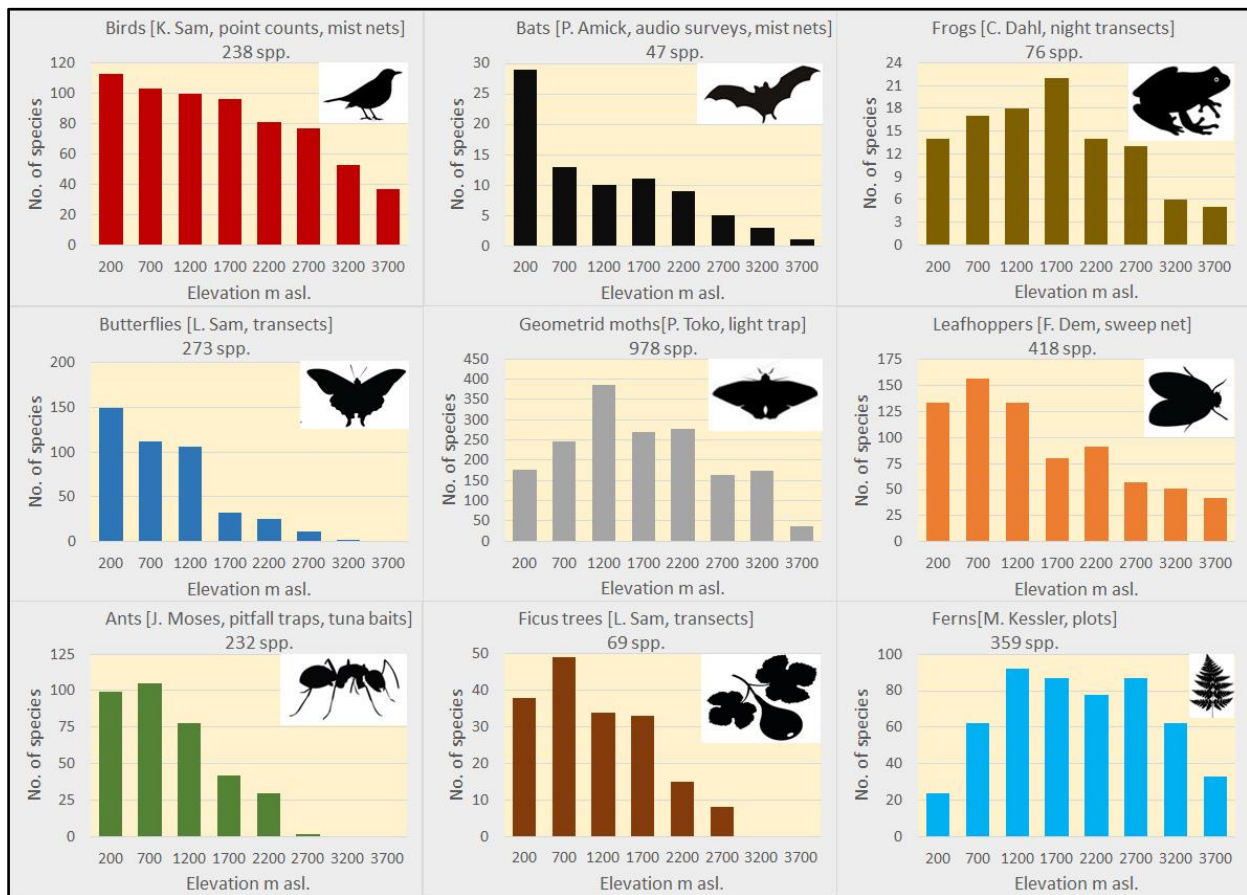 Birds [K. Sam, point counts, mist nets]
238 spp.
No. of species
120
100
80
60
40
20
0
200 700 1200 1700 2200 2700 3200 3700
Elevation m asl.
Bats [P. Amick, audio surveys, mist nets]
47 spp.
No. of species
30
25
20
15
10
5
0
200 700 1200 1700 2200 2700 3200 3700
Elevation m asl.
Frogs [C. Dahl, night transects]
76 spp.
No. of species
24
21
18
15
12
9
6
3
0
200 700 1200 1700 2200 2700 3200 3700
Elevation m asl.
Butterflies [L. Sam, transects]
273 spp.
No. of species
200
150
100
50
0
200 700 1200 1700 2200 2700 3200 3700
Elevation m asl.
Geometrid moths[P. Toko, light trap]
978 spp.
No. of species
450
400
350
300
250
200
150
100
50
0
200 700 1200 1700 2200 2700 3200 3700
Elevation m asl.
Leafhoppers [F. Dem, sweep net]
418 spp.
No. of species
175
150
125
100
75
50
25
0
200 700 1200 1700 2200 2700 3200 3700
Elevation m asl.
Ants [J. Moses, pitfall traps, tuna baits]
232 spp.
No. of species
125
100
75
50
25
0
200 700 1200 1700 2200 2700 3200 3700
Elevation m asl.
Ficus trees [L. Sam, transects]
69 spp.
No. of species
50
40
30
20
10
0
200 700 1200 1700 2200 2700 3200 3700
Elevation m asl.
Ferns[M. Kessler, plots]
359 spp.
No. of species
100
80
60
40
20
0
200 700 1200 1700 2200 2700 3200 3700
Elevation m asl.